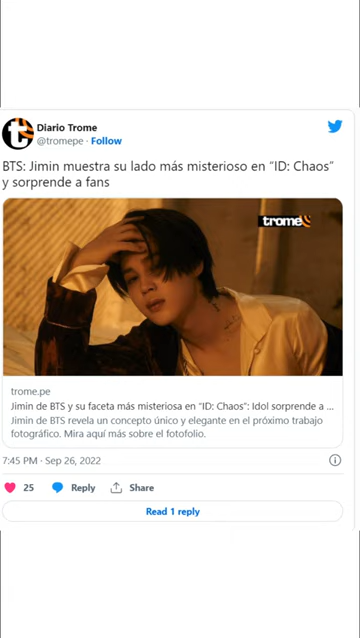 Diario Trome
@tromepe · Follow
BTS: Jimin muestra su lado más misterioso en “ID: Chaos”
y sorprende a fans
trome
trome.pe
Jimin de BTS y su faceta más misteriosa en “ID: Chaos”: Idol sorprende a ...
Jimin de BTS revela un concepto único y elegante en el próximo trabajo
fotográfico. Mira aquí más sobre el fotofolio.
7:45 PM · Sep 26, 2022
25 Reply Share
Read 1 reply